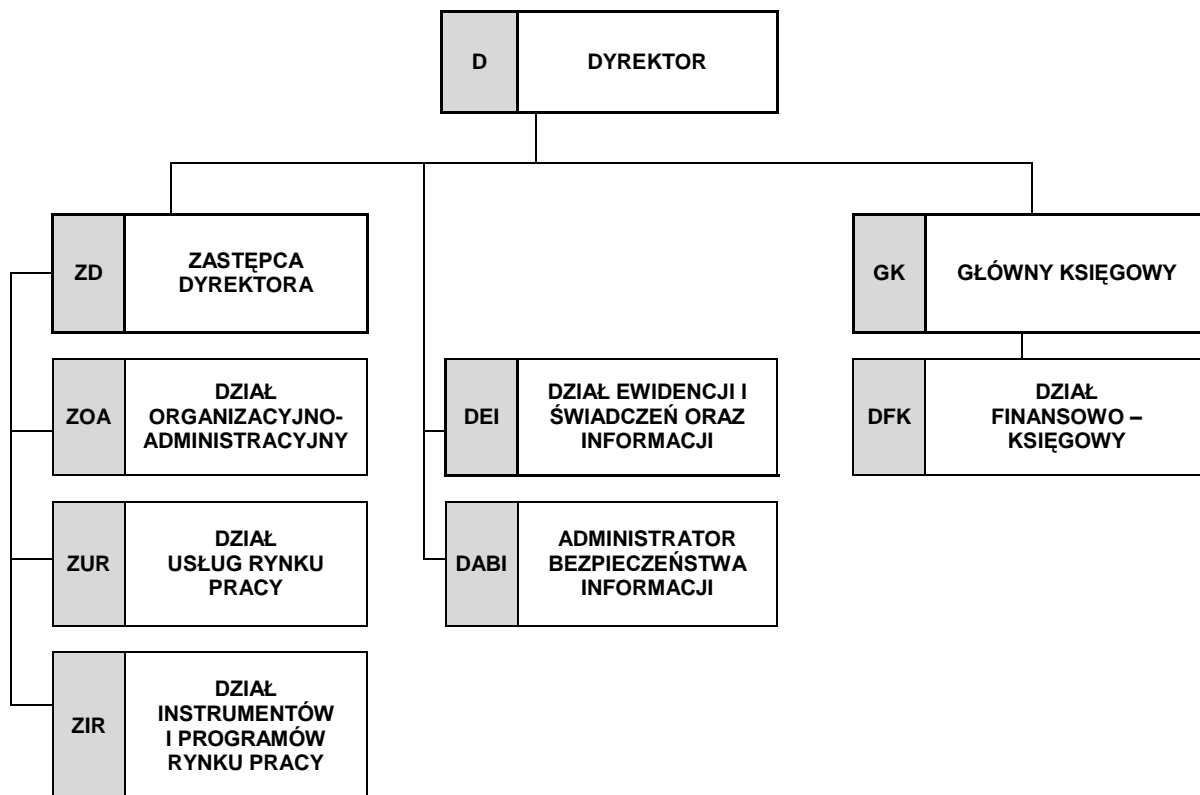 D
DYREKTOR
ZD
ZASTĘPCA
DYREKTORA
GK
GŁÓWNY KSIĘGOWY
ZOA
DZIAŁ
ORGANIZACYJNO-
ADMINISTRACYJNY
DEI
DZIAŁ EWIDENCJI I
ŚWIADCZEŃ ORAZ
INFORMACJI
DFK
DZIAŁ
FINANSOWO –
KSIĘGOWY
ZUR
DZIAŁ
USŁUG RYNKU
PRACY
DABI
ADMINISTRATOR
BEZPIECZEŃSTWA
INFORMACJI
ZIR
DZIAŁ
INSTRUMENTÓW
I PROGRAMÓW
RYNKU PRACY